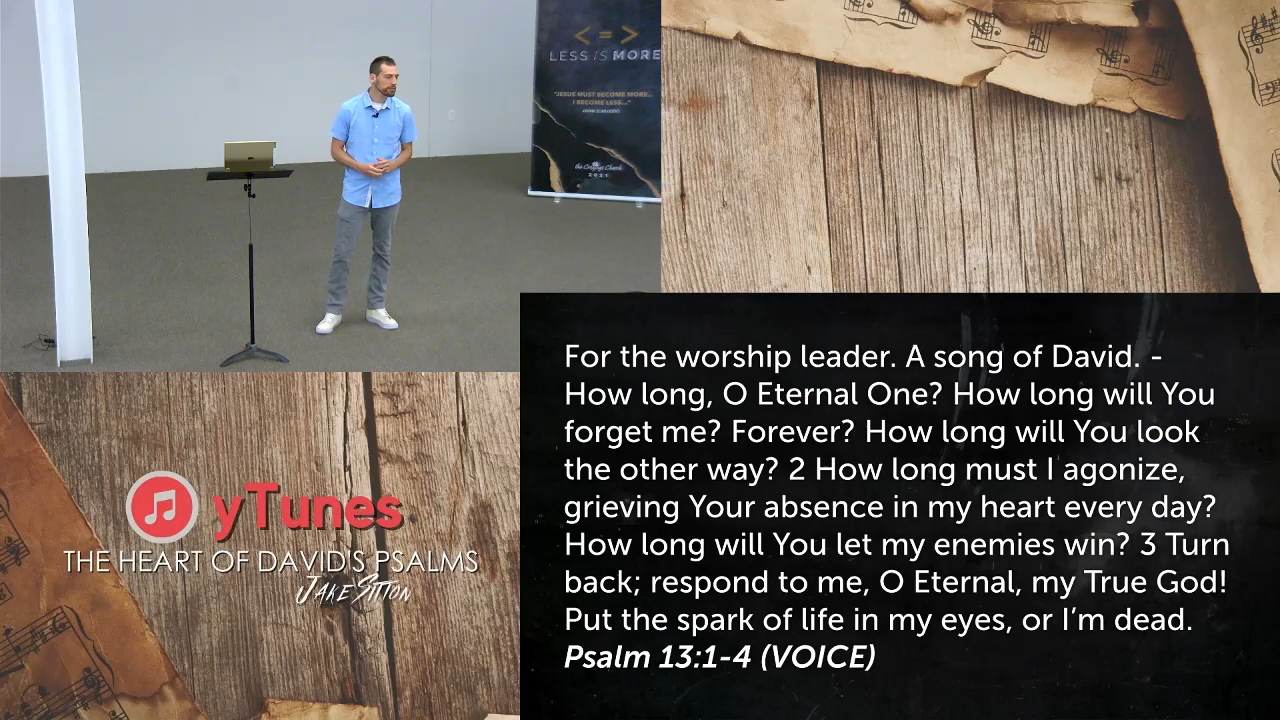 < = >
LESS IS MORE
"JESUS MUST BECOME MORE...
I BECOME LESS..."
the Crossings Church
2021
yTunes
THE HEART OF DAVID'S PSALMS
JAKE SITTON
For the worship leader. A song of David. -
How long, O Eternal One? How long will You
forget me? Forever? How long will You look
the other way? 2 How long must I agonize,
grieving Your absence in my heart every day?
How long will You let my enemies win? 3 Turn
back; respond to me, O Eternal, my True God!
Put the spark of life in my eyes, or I’m dead.
Psalm 13:1-4 (VOICE)